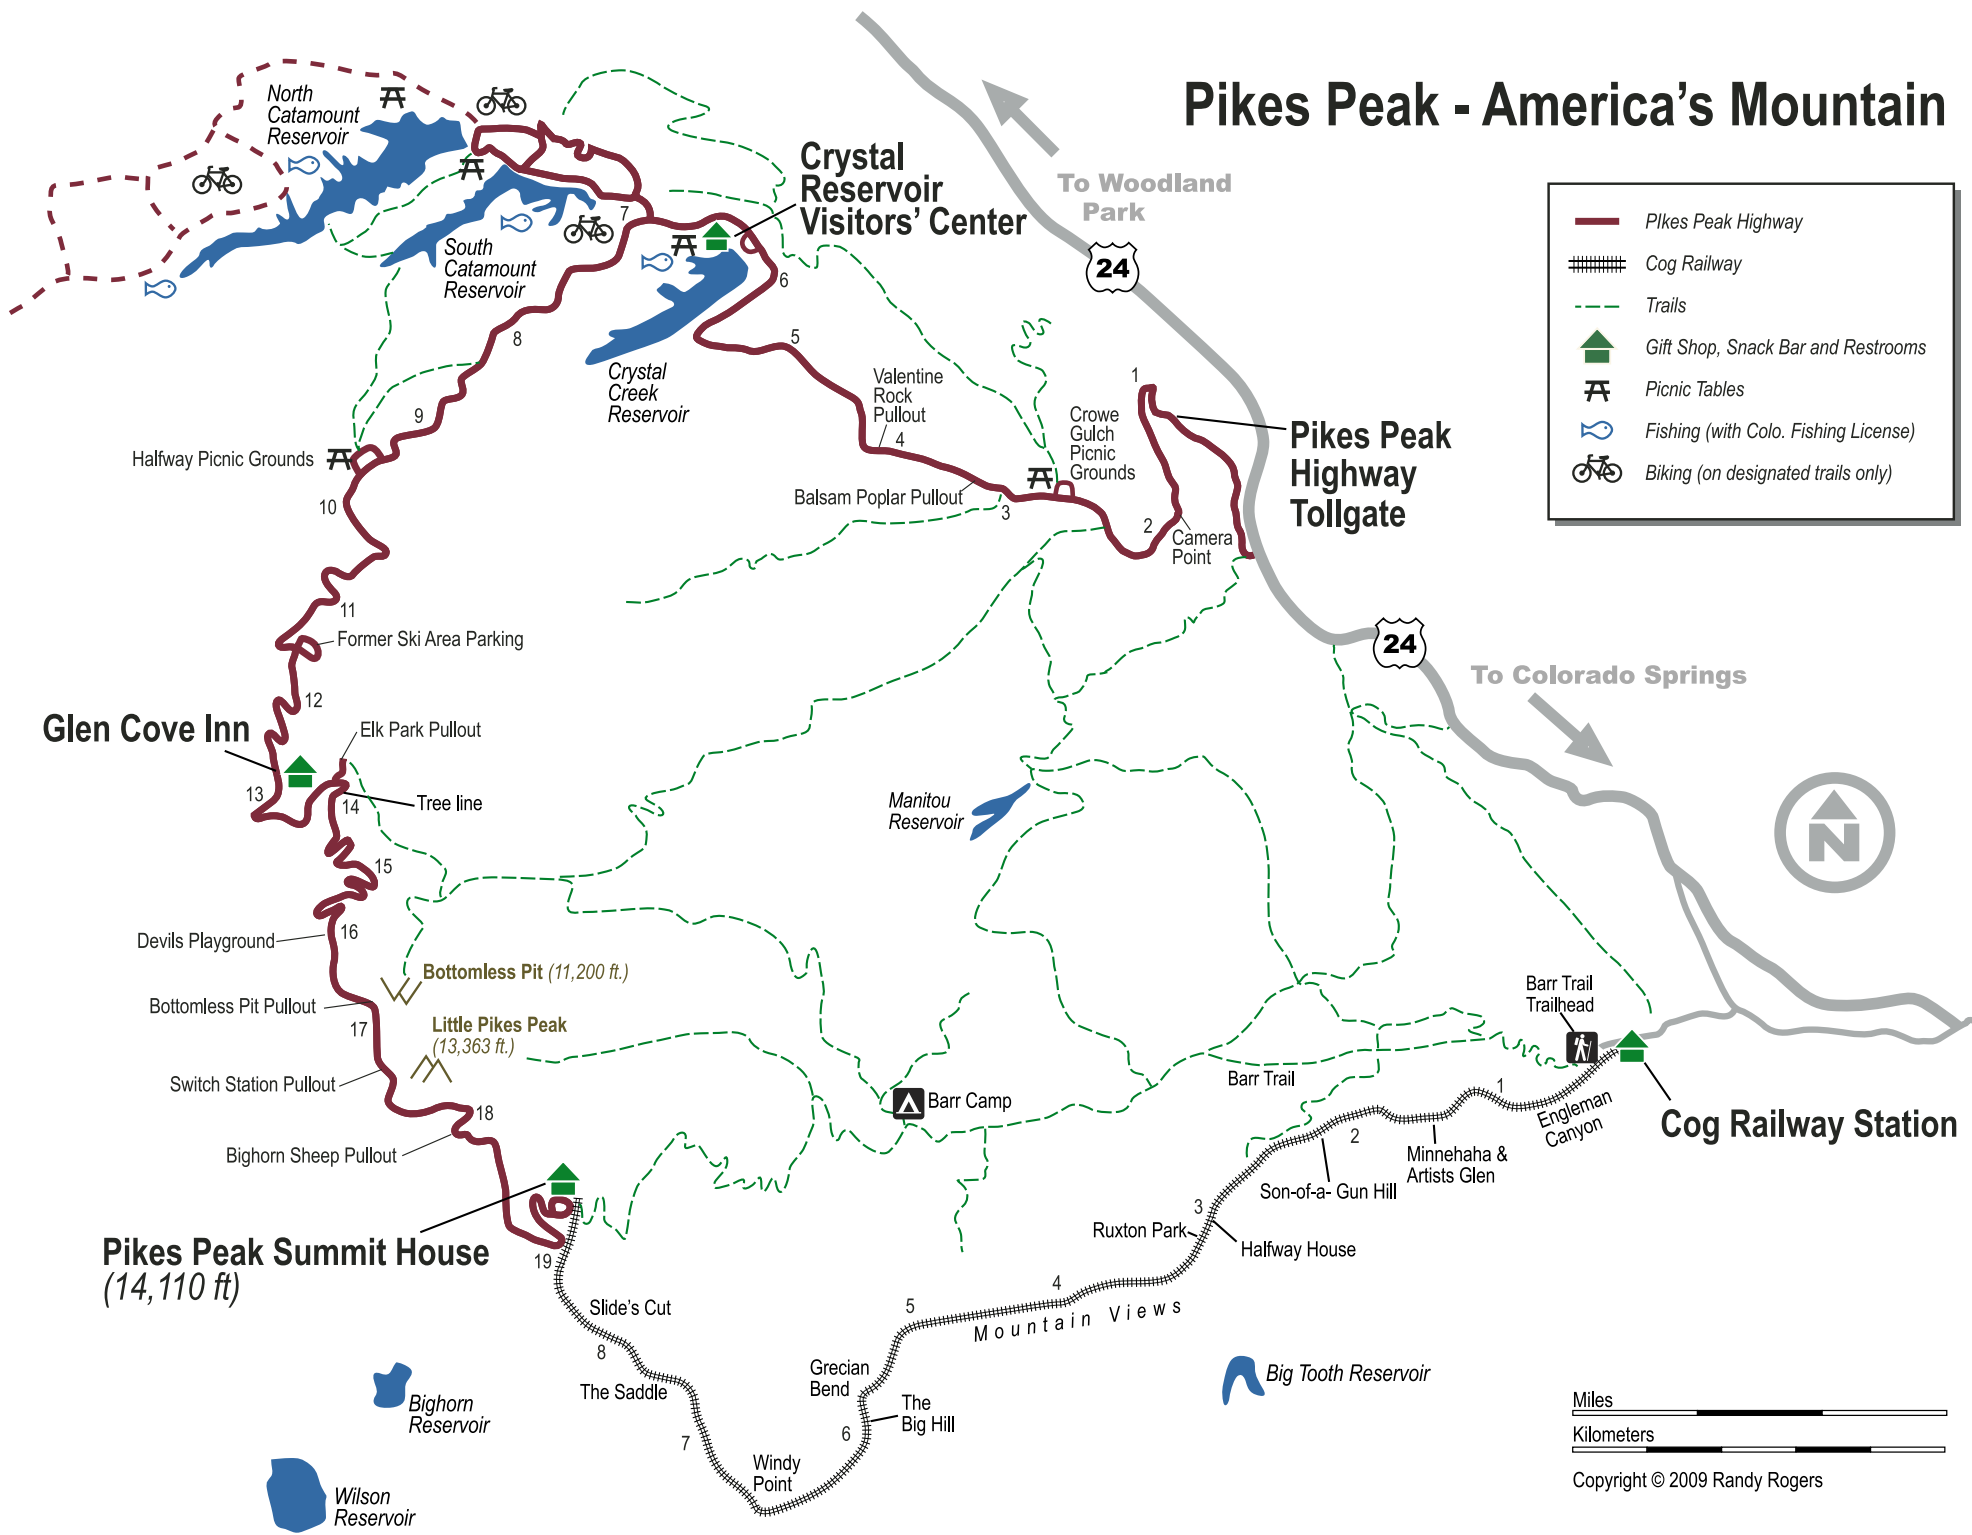 Pikes Peak - America's Mountain
North
Catamount
Reservoir
Crystal
Reservoir
Visitors' Center
To Woodland
Park
24
PIkes Peak Highway
Cog Railway
Trails
Gift Shop, Snack Bar and Restrooms
Picnic Tables
Fishing (with Colo. Fishing License)
Biking (on designated trails only)
7
South
Catamount
Reservoir
6
8
5
Crystal
Creek
Reservoir
Valentine
Rock
Pullout
4
1
Crowe
Gulch
Picnic
Grounds
Pikes Peak
Highway
Tollgate
9
Halfway Picnic Grounds
Balsam Poplar Pullout
3
2
Camera
Point
10
11
Former Ski Area Parking
24
To Colorado Springs
12
Glen Cove Inn
Elk Park Pullout
13
14
Tree line
Manitou
Reservoir
N
15
16
Devils Playground
Bottomless Pit (11,200 ft.)
Bottomless Pit Pullout
17
Little Pikes Peak
(13,363 ft.)
Barr Trail
Trailhead
Switch Station Pullout
Barr Trail
Barr Camp
18
1
Engleman
Canyon
Cog Railway Station
2
Minnehaha &
Artists Glen
Bighorn Sheep Pullout
Son-of-a- Gun Hill
3
Ruxton Park
Halfway House
Pikes Peak Summit House
(14,110 ft)
19
4
Mountain Views
5
Slide's Cut
8
The Saddle
Grecian
Bend
The
Big Hill
6
7
Windy
Point
Big Tooth Reservoir
Bighorn
Reservoir
Wilson
Reservoir
Miles
Kilometers
Copyright © 2009 Randy Rogers